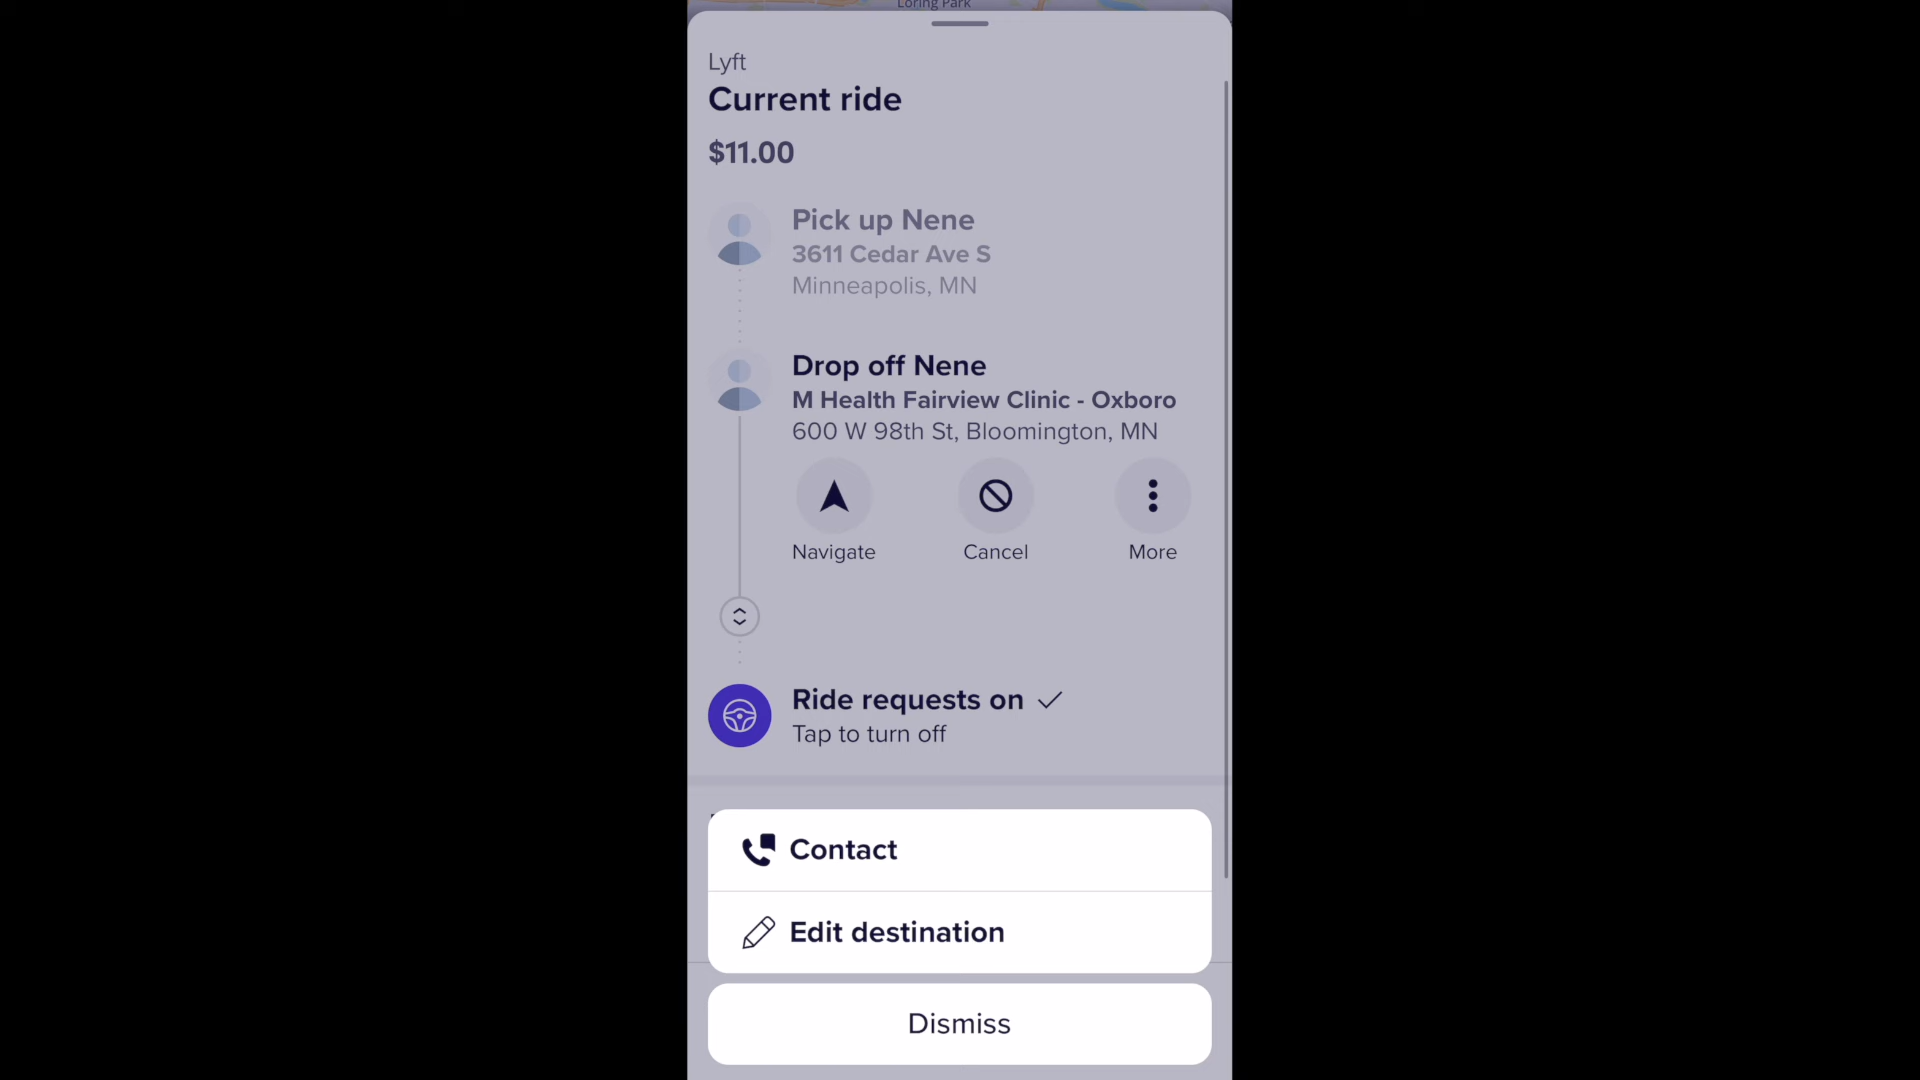 Loring Park
Lyft
Current ride
$11.00
Pick up Nene
3611 Cedar Ave S
Minneapolis, MN
Drop off Nene
M Health Fairview Clinic - Oxboro
600 W 98th St, Bloomington, MN
Navigate Cancel More
Ride requests on
Tap to turn off
Contact
Edit destination
Dismiss